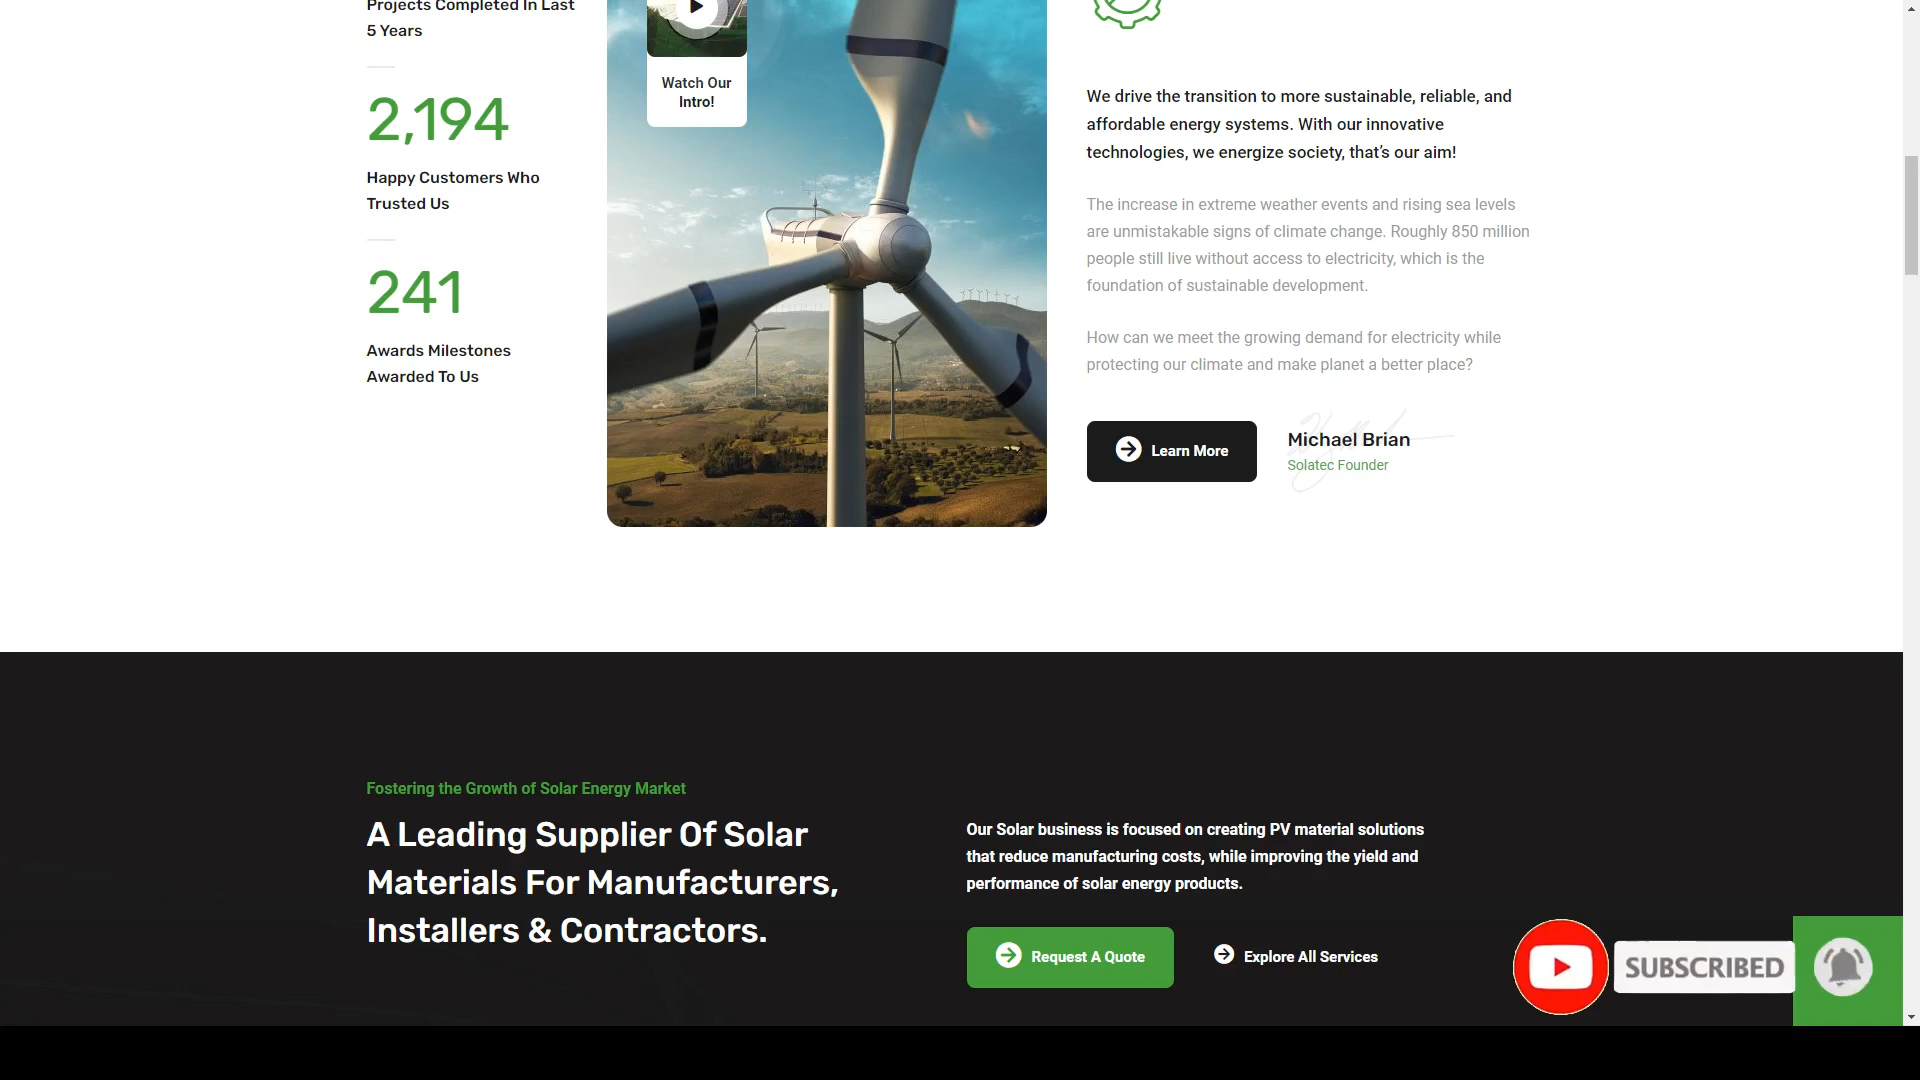 Projects Completed In Last
5 Years
2,194
Happy Customers Who
Trusted Us
241
Awards Milestones
Awarded To Us
Watch Our
Intro!
We drive the transition to more sustainable, reliable, and
affordable energy systems. With our innovative
technologies, we energize society, that’s our aim!
The increase in extreme weather events and rising sea levels
are unmistakable signs of climate change. Roughly 850 million
people still live without access to electricity, which is the
foundation of sustainable development.
How can we meet the growing demand for electricity while
protecting our climate and make planet a better place?
Learn More
Michael Brian
Solatec Founder
Fostering the Growth of Solar Energy Market
A Leading Supplier Of Solar
Materials For Manufacturers,
Installers & Contractors.
Our Solar business is focused on creating PV material solutions
that reduce manufacturing costs, while improving the yield and
performance of solar energy products.
Request A Quote
Explore All Services
SUBSCRIBED